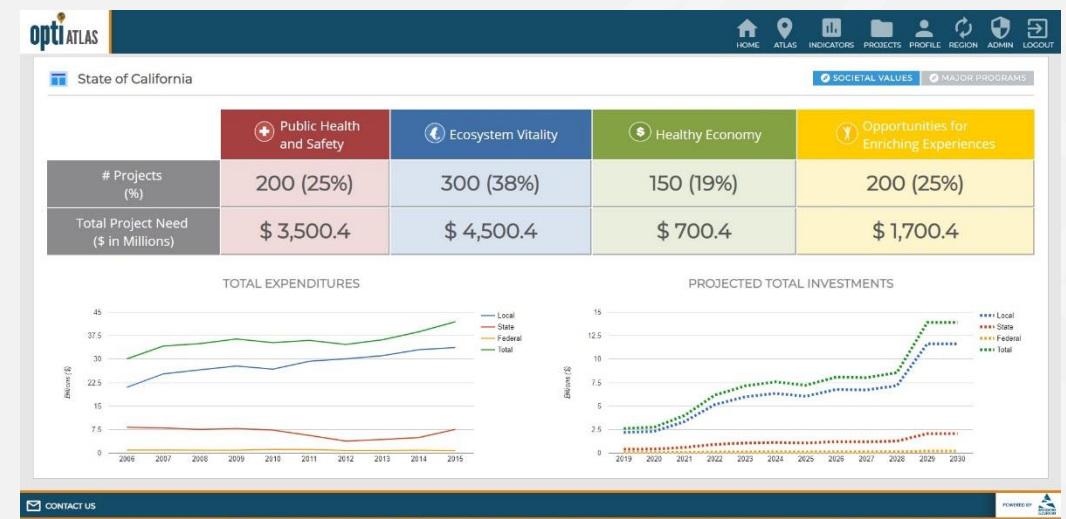 opti ATLAS
HOME ATLAS INDICATORS PROJECTS PROFILE REGION ADMIN LOGOUT
State of California
SOCIETAL VALUES MAJOR PROGRAMS
Public Health
and Safety
Ecosystem Vitality
Healthy Economy
Opportunities for
Enriching Experiences
# Projects
(%)
200 (25%) 300 (38%) 150 (19%) 200 (25%)
Total Project Need
($ in Millions)
$ 3,500.4 $ 4,500.4 $ 700.4 $ 1,700.4
TOTAL EXPENDITURES
45
37.5
30
22.5
15
7.5
0
Billions ($)
2006 2007 2008 2009 2010 2011 2012 2013 2014 2015
Local
State
Federal
Total
PROJECTED TOTAL INVESTMENTS
15
12.5
10
7.5
5
2.5
0
Billions ($)
2019 2020 2021 2022 2023 2024 2025 2026 2027 2028 2029 2030
Local
State
Federal
Total
CONTACT US
POWERED BY